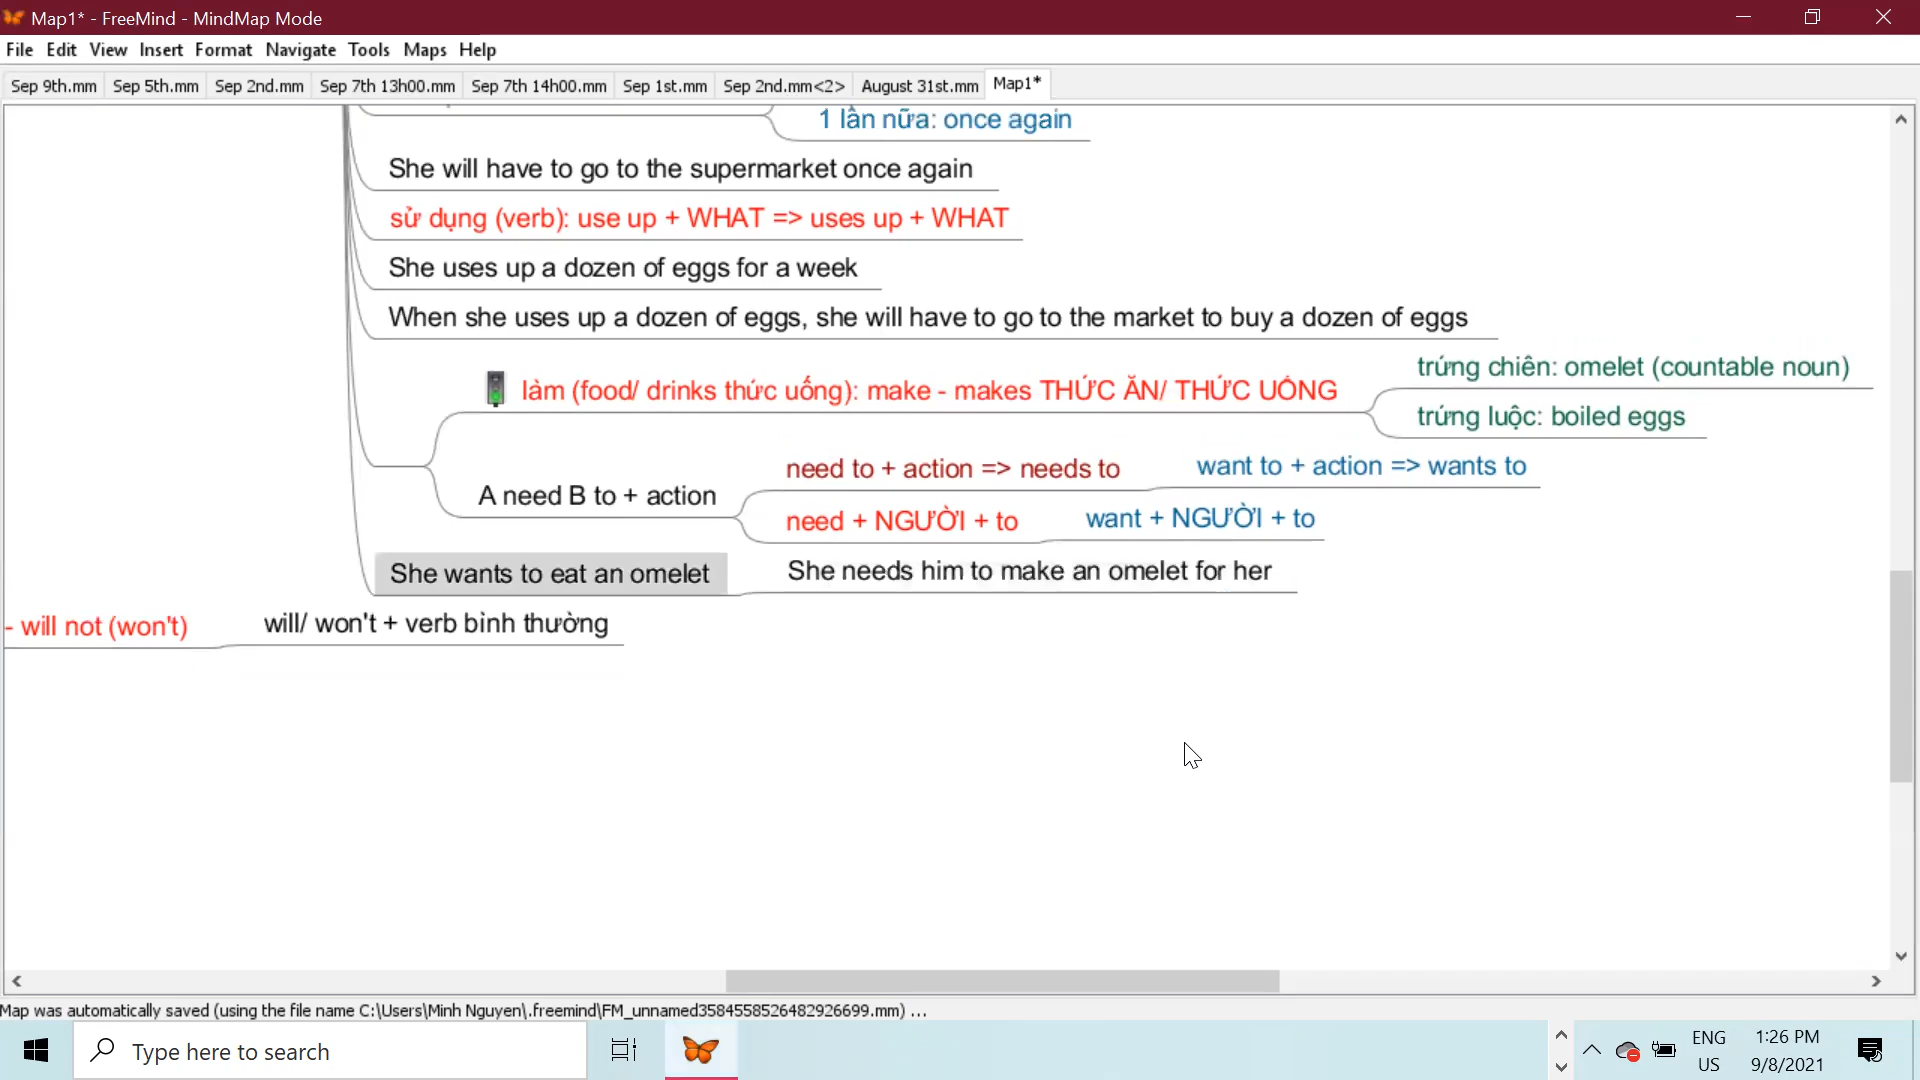 Map1* - FreeMind - MindMap Mode
File Edit View Insert Format Navigate Tools Maps Help
Sep 9th.mm Sep 5th.mm Sep 2nd.mm Sep 7th 13h00.mm Sep 7th 14h00.mm Sep 1st.mm Sep 2nd.mm<2> August 31st.mm Map1*
1 lần nữa: once again
She will have to go to the supermarket once again
sử dụng (verb): use up + WHAT => uses up + WHAT
She uses up a dozen of eggs for a week
When she uses up a dozen of eggs, she will have to go to the market to buy a dozen of eggs
làm (food/ drinks thức uống): make - makes THỨC ĂN/ THỨC UỐNG
trứng chiên: omelet (countable noun)
trứng luộc: boiled eggs
A need B to + action
need to + action => needs to
want to + action => wants to
need + NGƯỜI + to
want + NGƯỜI + to
She wants to eat an omelet
She needs him to make an omelet for her
- will not (won't)
will/ won't + verb bình thường
Map was automatically saved (using the file name C:\Users\Minh Nguyen\.freemind\FM_unnamed3584558526482926699.mm) ...
Type here to search
ENG
US
1:26 PM
9/8/2021